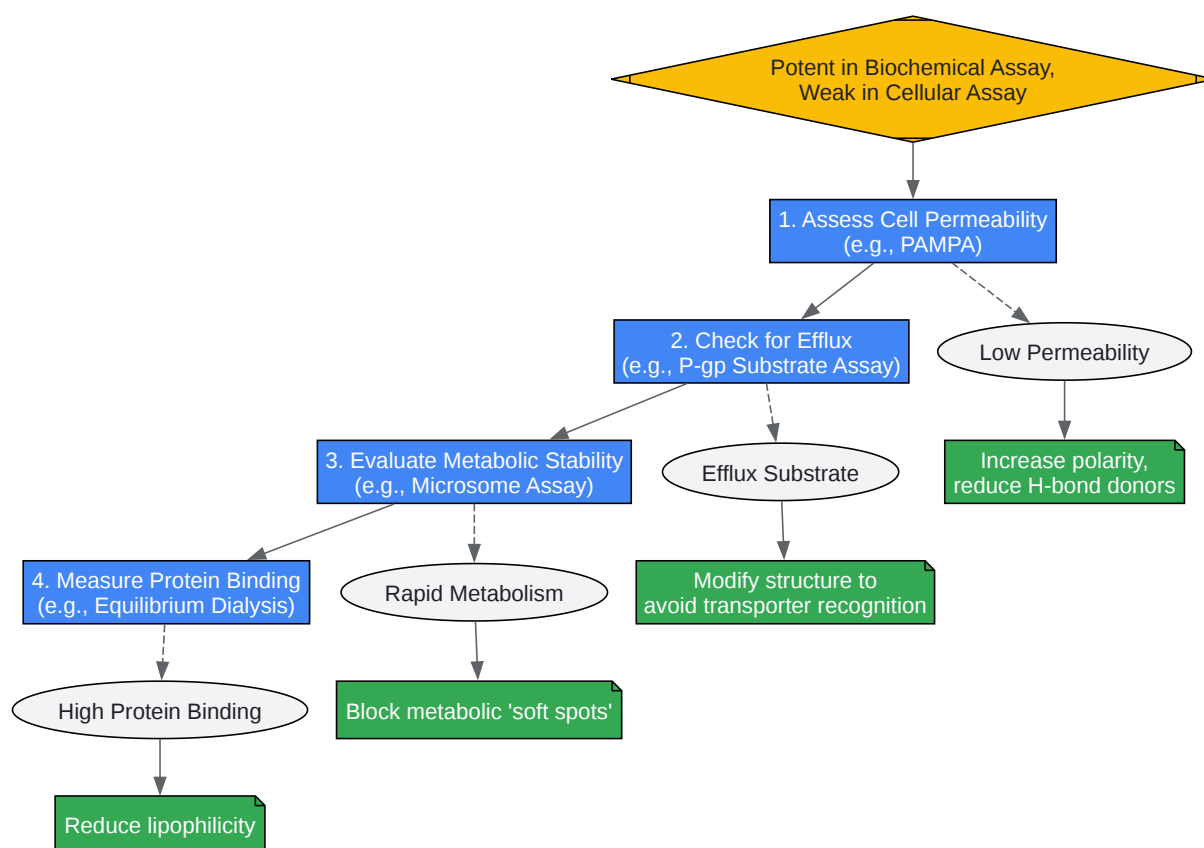 Potent in Biochemical Assay,
Weak in Cellular Assay
1. Assess Cell Permeability
(e.g., PAMPA)
2. Check for Efflux
(e.g., P-gp Substrate Assay)
Low Permeability
3. Evaluate Metabolic Stability
(e.g., Microsome Assay)
Efflux Substrate
Increase polarity,
reduce H-bond donors
4. Measure Protein Binding
(e.g., Equilibrium Dialysis)
Rapid Metabolism
Modify structure to
avoid transporter recognition
High Protein Binding
Block metabolic 'soft spots'
Reduce lipophilicity